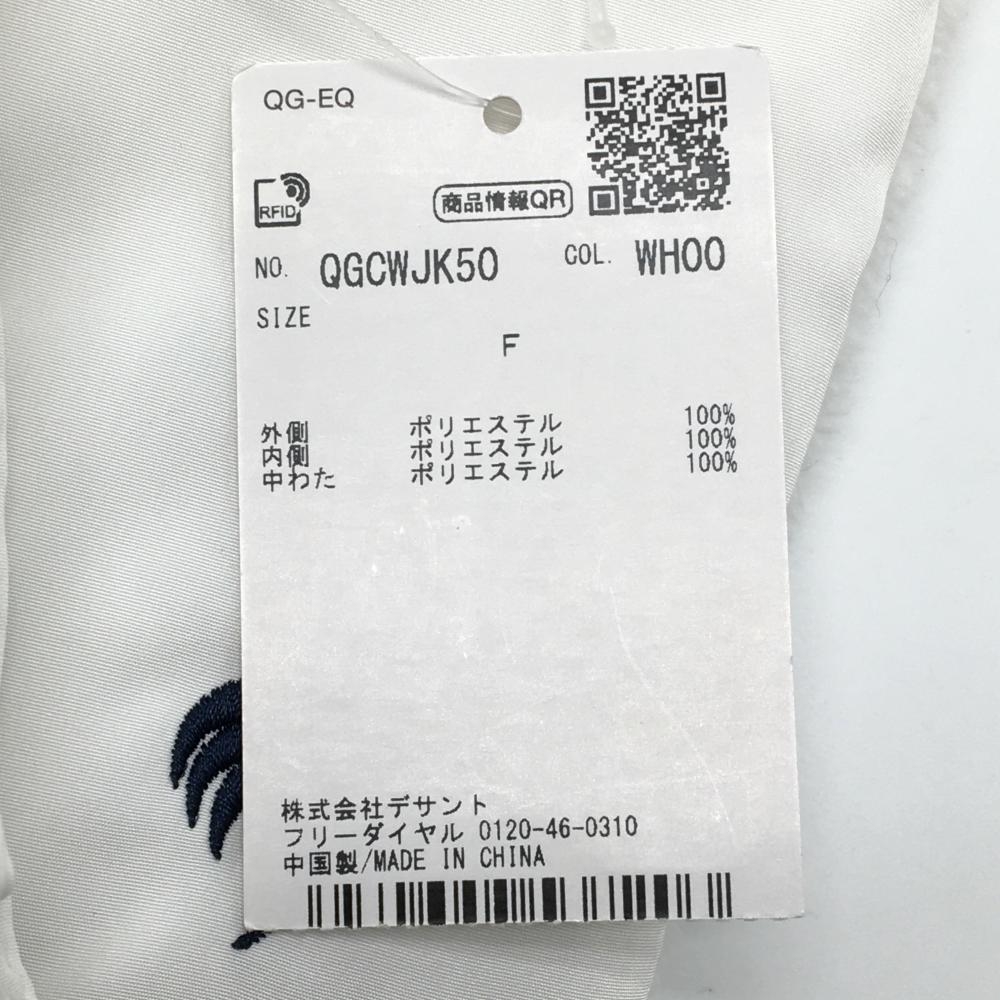 QG-EQ
RFID
商品情報QR
NO. QGCWJK50 COL. WH00
SIZE
F
外側 ポリエステル 100%
内側 ポリエステル 100%
中わた ポリエステル 100%
株式会社デサント
フリーダイヤル 0120-46-0310
中国製/MADE IN CHINA